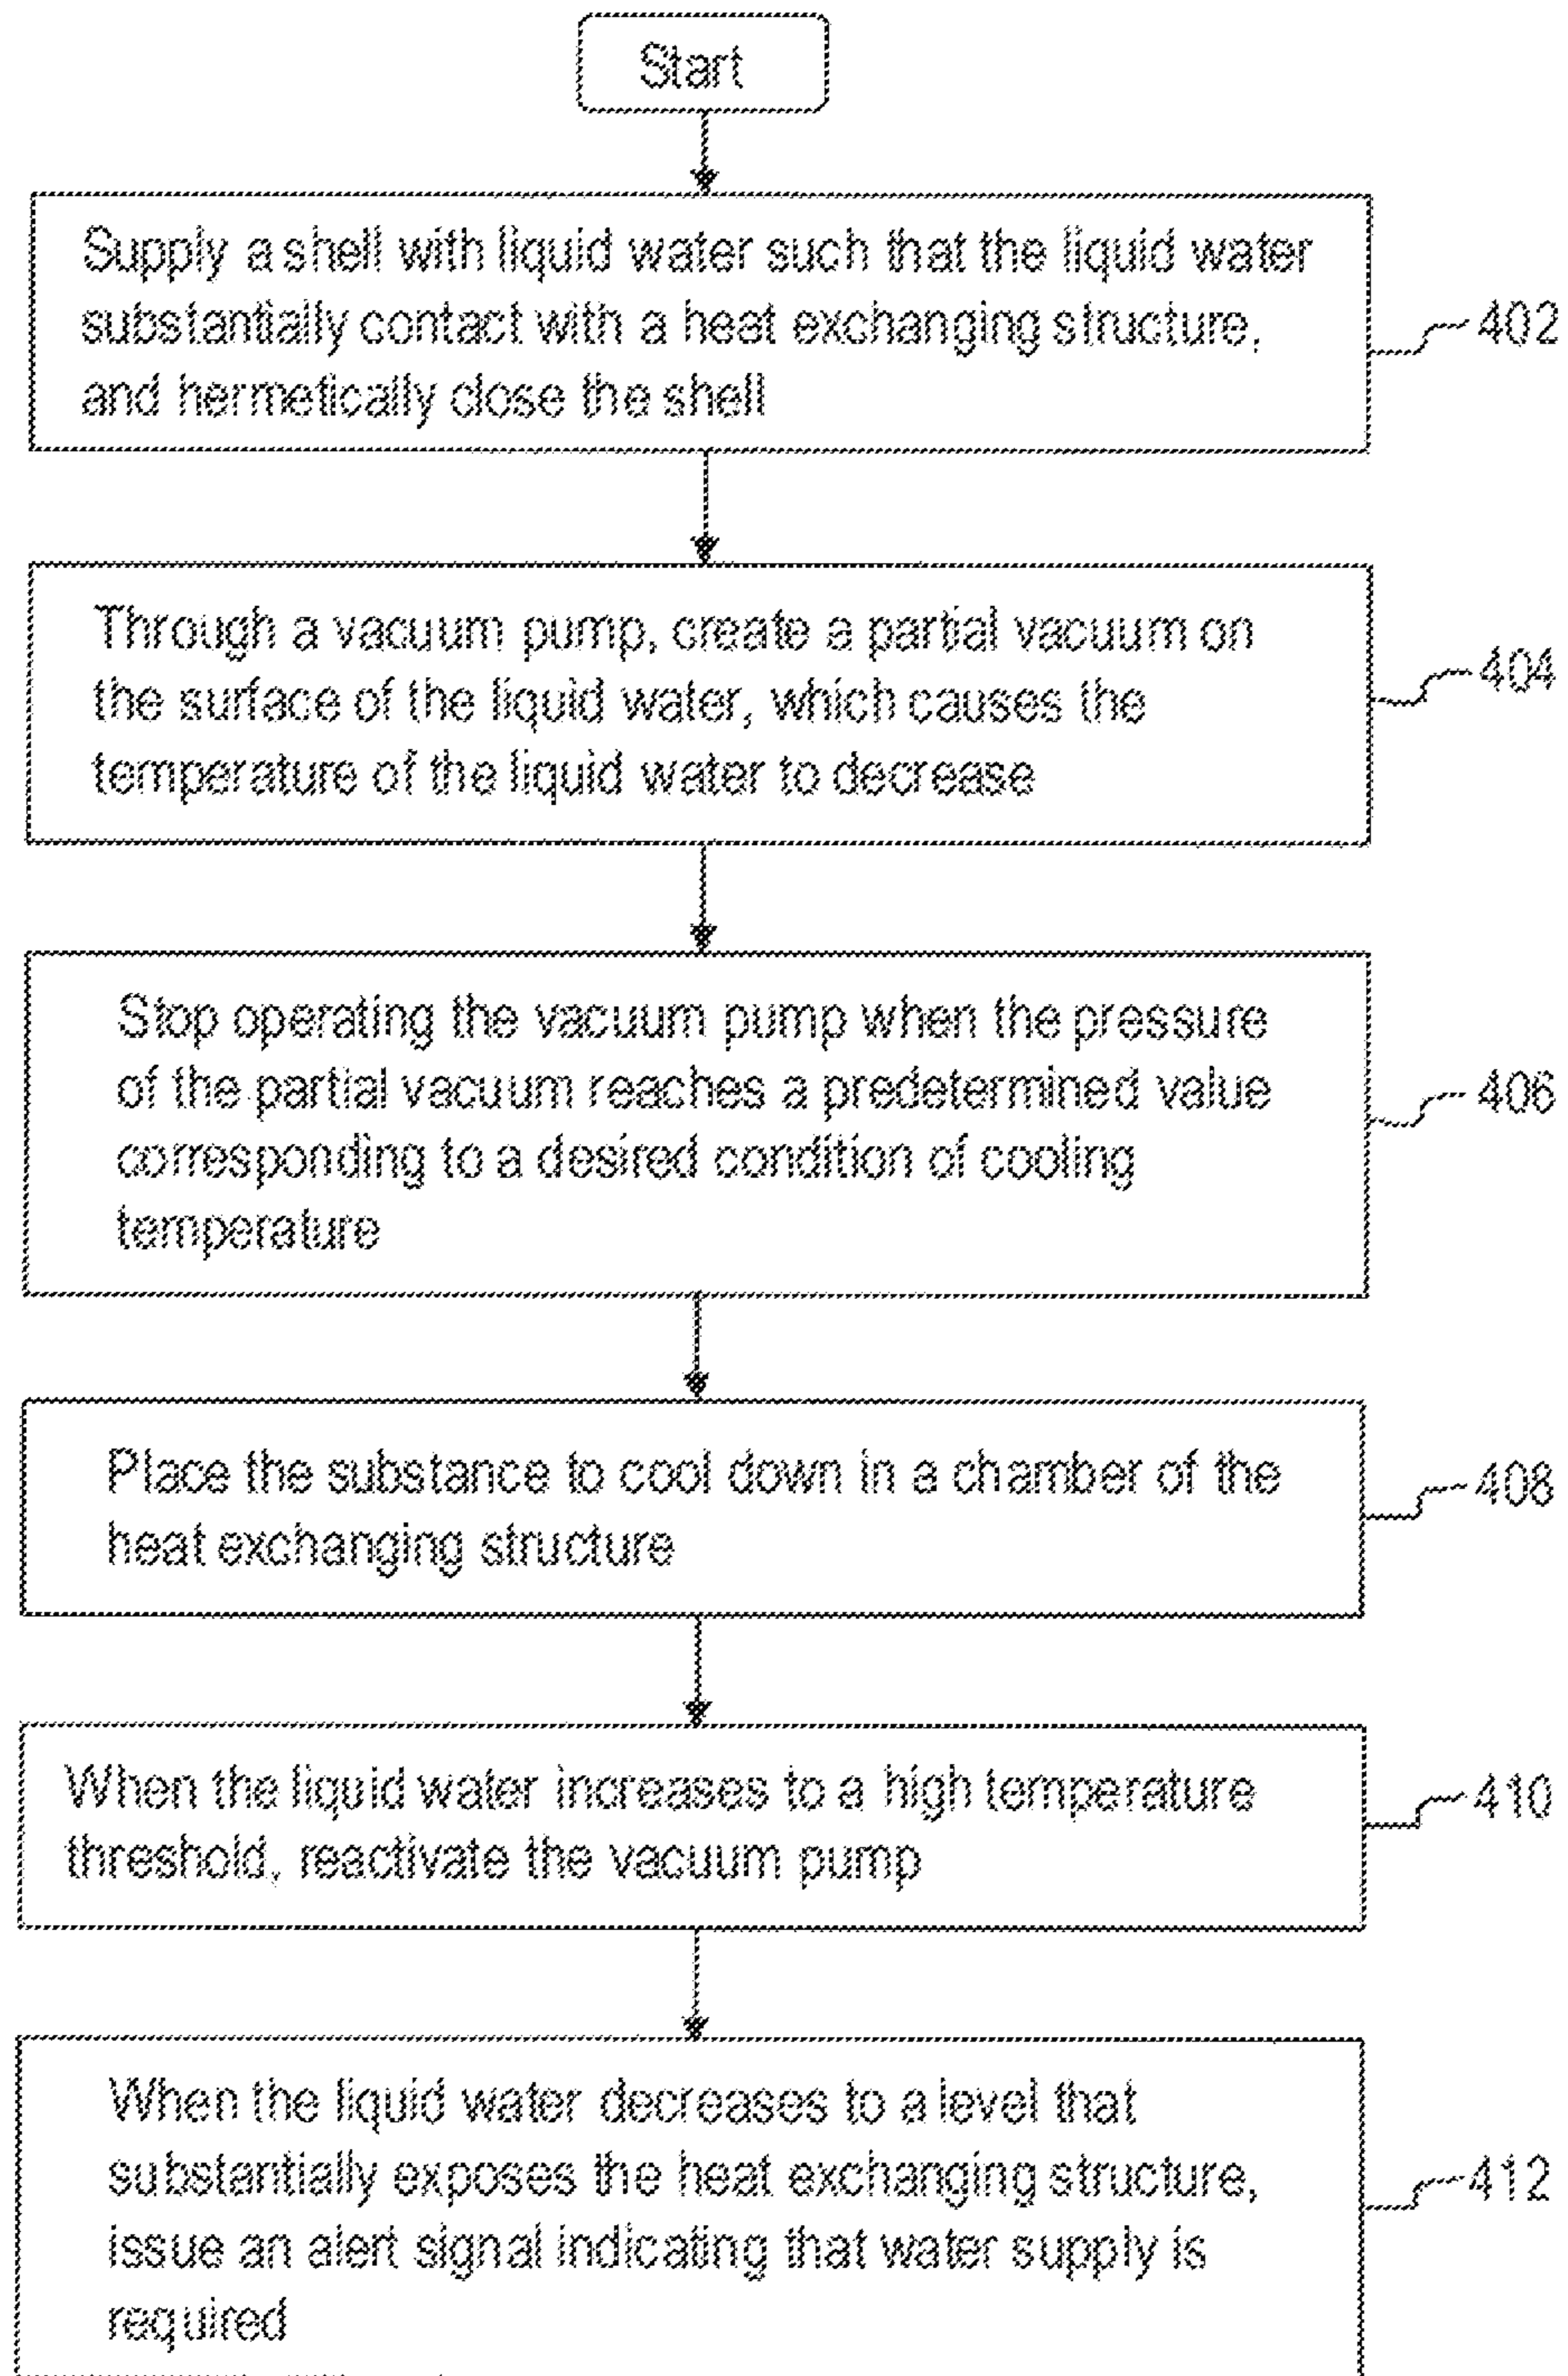 Start
Supply a shell with liquid water such that the liquid water
substantially contact with a heat exchanging structure,
and hermetically close the shell
402
Through a vacuum pump, create a partial vacuum on
the surface of the liquid water, which causes the
temperature of the liquid water to decrease
404
Stop operating the vacuum pump when the pressure
of the partial vacuum reaches a predetermined value
corresponding to a desired condition of cooling
temperature
406
Place the substance to cool down in a chamber of the
heat exchanging structure
408
When the liquid water increases to a high temperature
threshold, reactivate the vacuum pump
410
When the liquid water decreases to a level that
substantially exposes the heat exchanging structure,
issue an alert signal indicating that water supply is
required
412